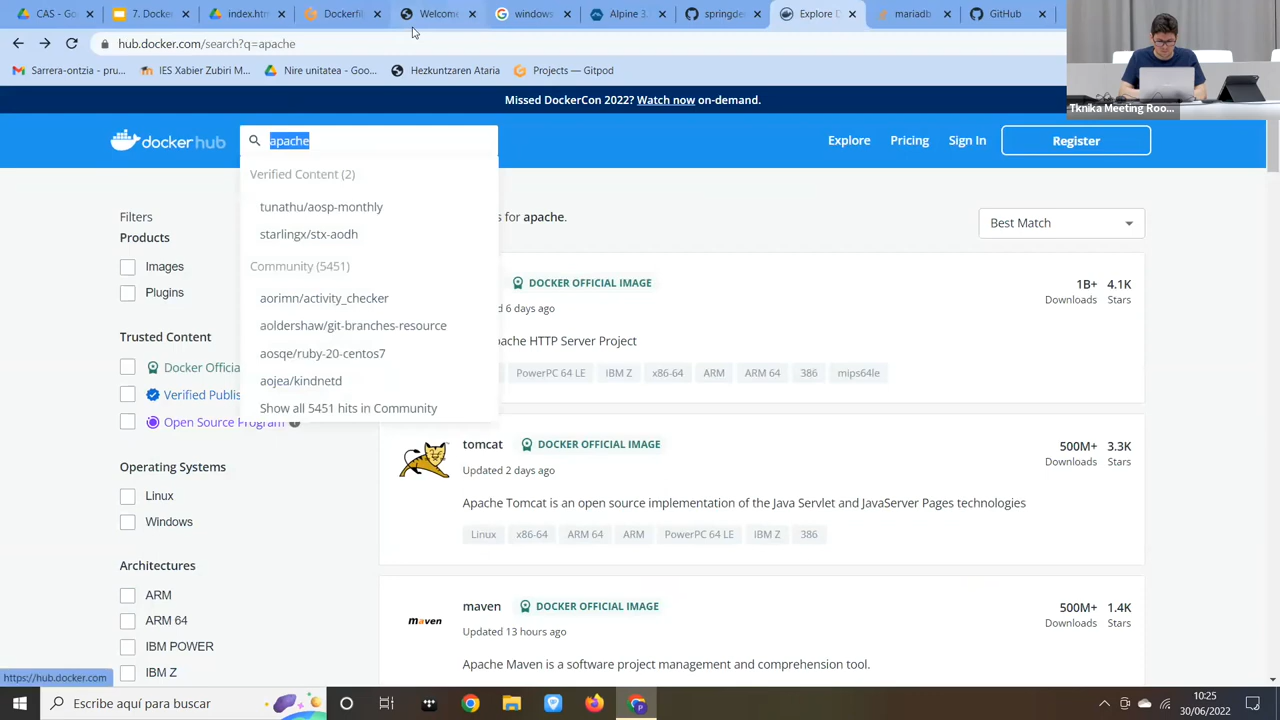 CAS - G
7. Dock
index.ht
Dockerfil
Welcome
windows
Alpine 3.
springde
Explore D
mariadb
GitHub
hub.docker.com/search?q=apache
Sarrera-ontzia - pru...
IES Xabier Zubiri M...
Nire unitatea - Goo...
Hezkuntzaren Ataria
Projects — Gitpod
Tknika Meeting Roo...
Missed DockerCon 2022? Watch now on-demand.
docker hub
apache
Explore
Pricing
Sign In
Register
Verified Content (2)
tunathu/aosp-monthly
starlingx/stx-aodh
Community (5451)
aorimn/activity_checker
aoldershaw/git-branches-resource
aosqe/ruby-20-centos7
aojea/kindnetd
Show all 5451 hits in Community
Filters
Products
Images
Plugins
Trusted Content
Docker Officia
Verified Publis
Open Source Program
Operating Systems
Linux
Windows
Architectures
ARM
ARM 64
IBM POWER
IBM Z
s for apache.
Best Match
DOCKER OFFICIAL IMAGE
d 6 days ago
pache HTTP Server Project
PowerPC 64 LE
IBM Z
x86-64
ARM
ARM 64
386
mips64le
1B+
4.1K
Downloads
Stars
tomcat
DOCKER OFFICIAL IMAGE
Updated 2 days ago
Apache Tomcat is an open source implementation of the Java Servlet and JavaServer Pages technologies
Linux
x86-64
ARM 64
ARM
PowerPC 64 LE
IBM Z
386
500M+
3.3K
Downloads
Stars
maven
maven
DOCKER OFFICIAL IMAGE
Updated 13 hours ago
Apache Maven is a software project management and comprehension tool.
500M+
1.4K
Downloads
Stars
https://hub.docker.com
Escribe aquí para buscar
10:25
30/06/2022